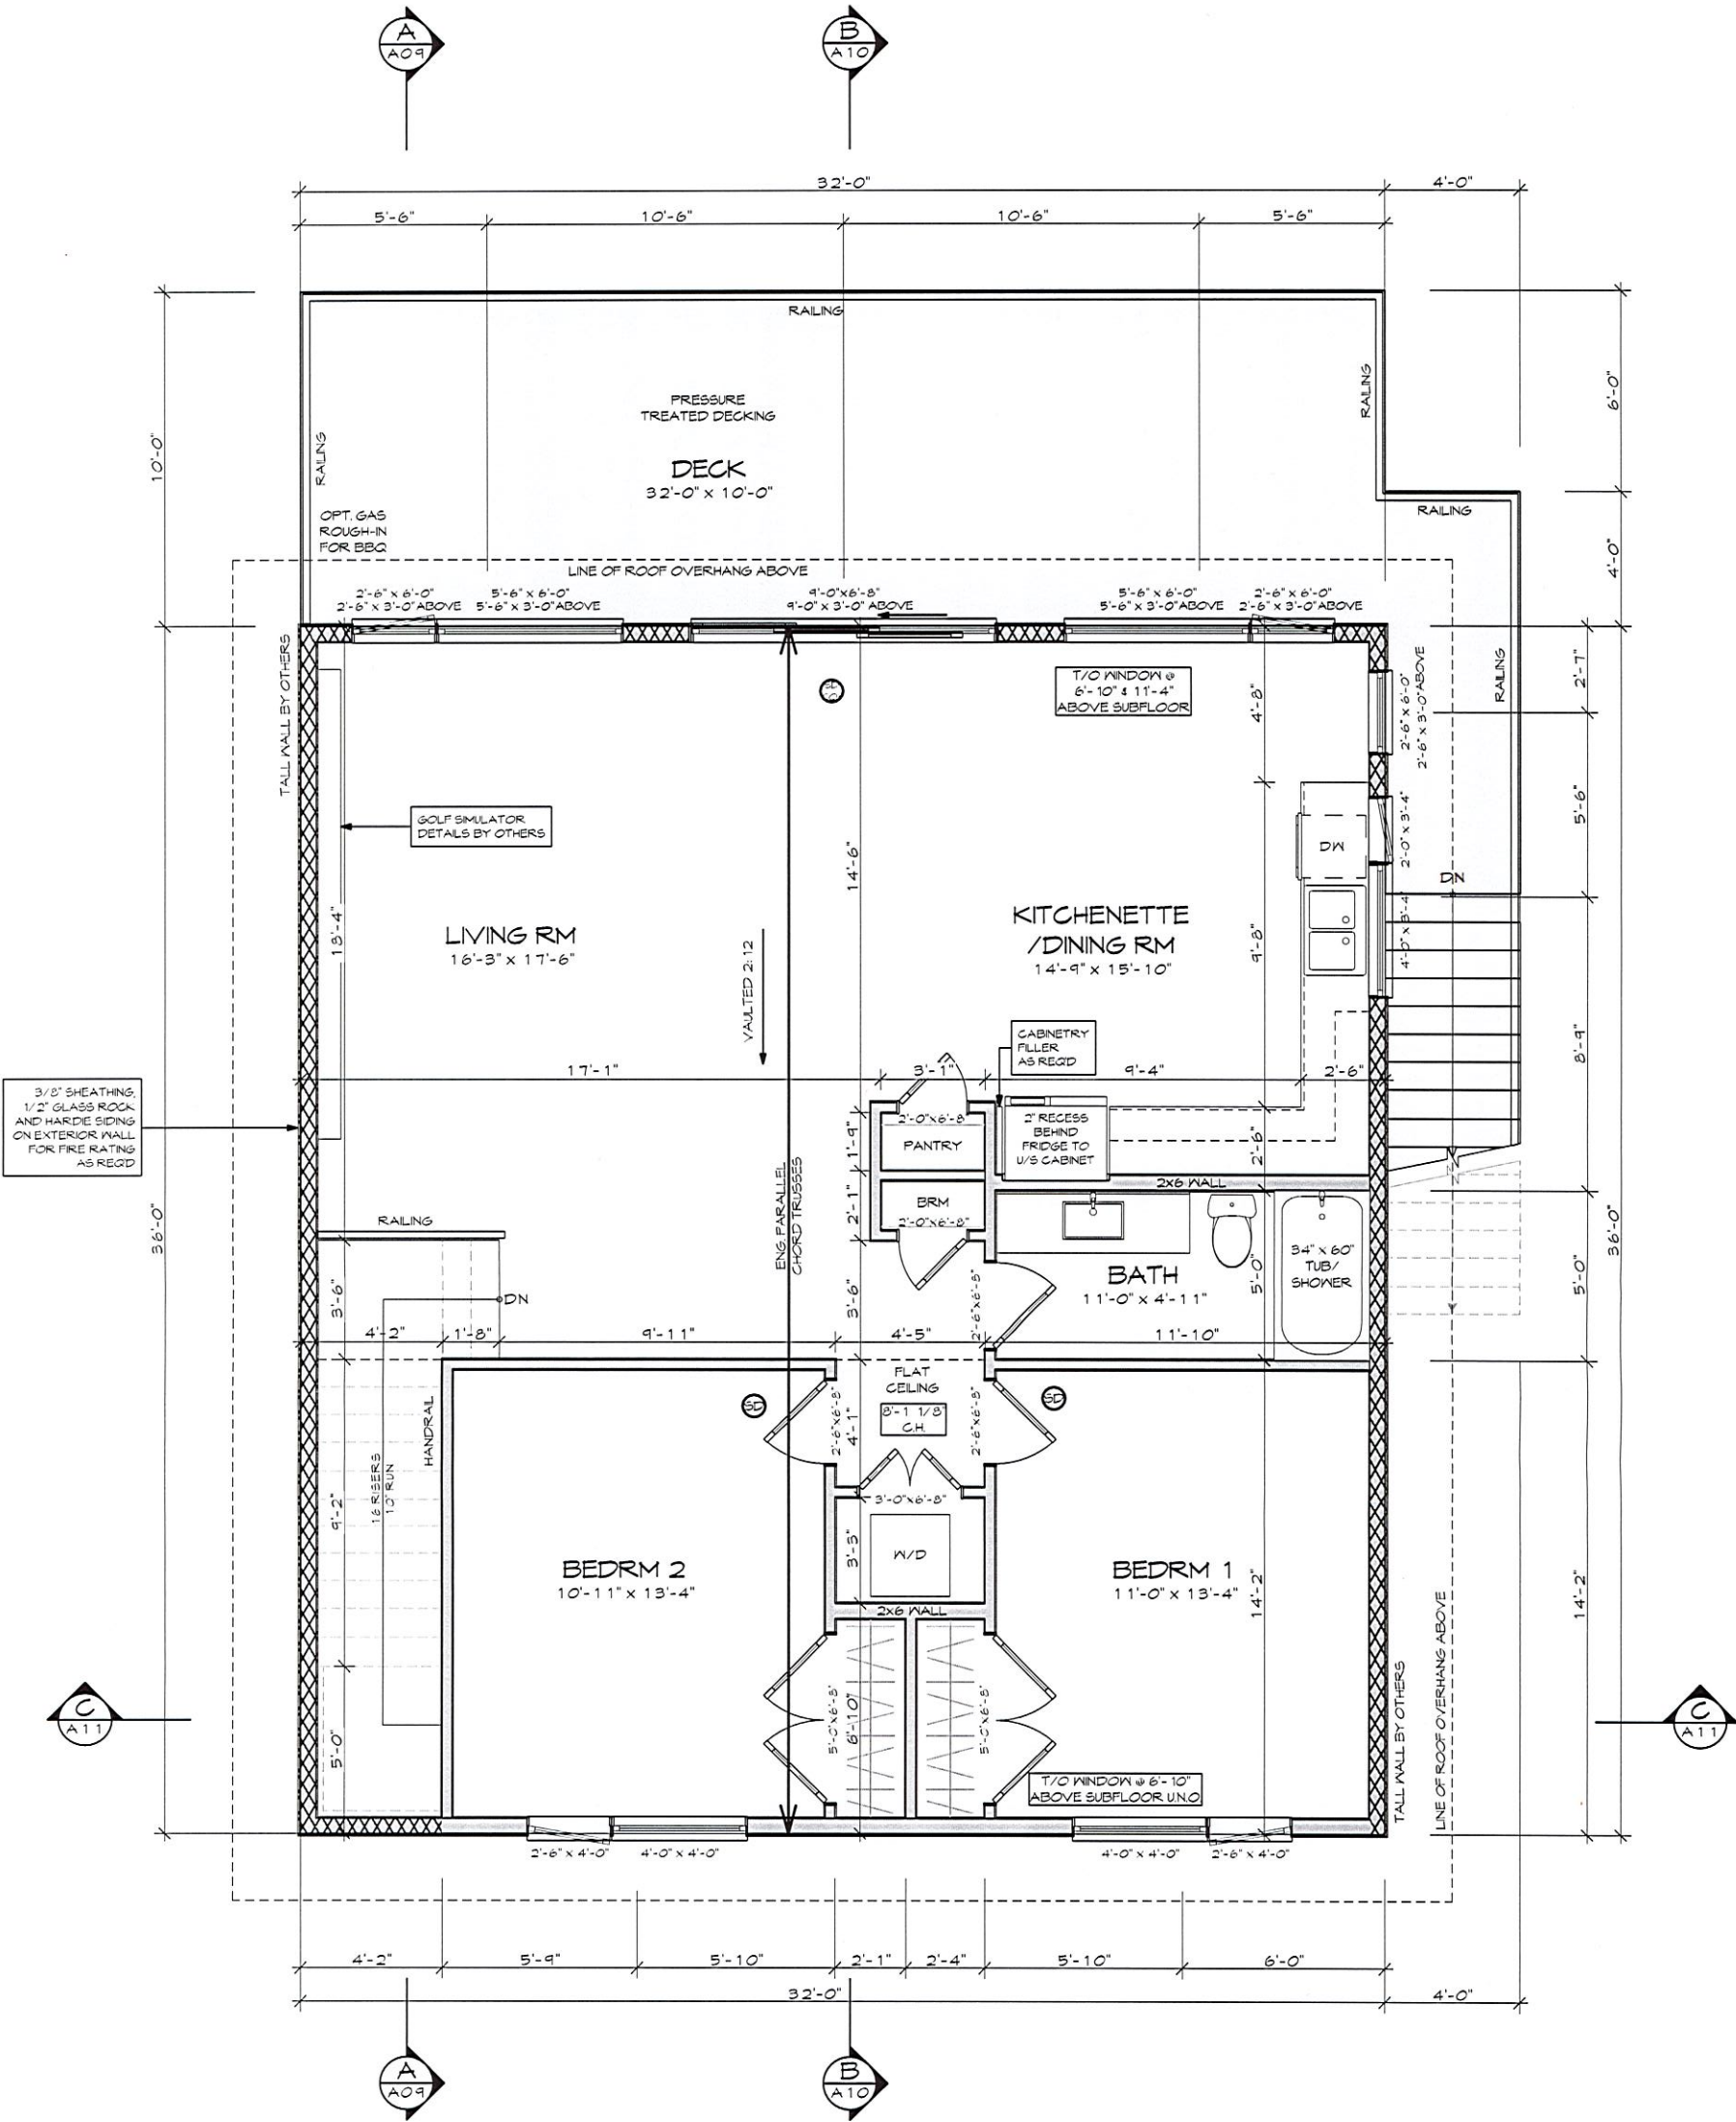 A
A09
B
A10
32'-0"
4'-0"
5'-6"
10'-6"
10'-6"
5'-6"
RAILING
PRESSURE
TREATED DECKING
DECK
32'-0" x 10'-0"
RAILING
RAILING
10'-0"
6'-0"
4'-0"
OPT. GAS
ROUGH-IN
FOR BBQ
RAILING
LINE OF ROOF OVERHANG ABOVE
2'-6" x 6'-0"
2'-6" x 3'-0" ABOVE
5'-6" x 6'-0"
5'-6" x 3'-0" ABOVE
9'-0"x6'-8"
9'-0" x 3'-0" ABOVE
5'-6" x 6'-0"
5'-6" x 3'-0" ABOVE
2'-6" x 6'-0"
2'-6" x 3'-0" ABOVE
TALL WALL BY OTHERS
SD
T/O WINDOW @
6'-10" & 11'-4"
ABOVE SUBFLOOR
4'-8"
2'-6" x 6'-0"
2'-6" x 3'-0" ABOVE
RAILING
2'-7"
GOLF SIMULATOR
DETAILS BY OTHERS
14'-6"
DW
2'-0" x 3'-4"
5'-6"
DN
LIVING RM
16'-3" x 17'-6"
18'-4"
VAULTED 2:12
KITCHENETTE
/DINING RM
14'-9" x 15'-10"
9'-8"
4'-0" x 3'-4"
CABINETRY
FILLER
AS REQ'D
8'-9"
17'-1"
3'-1"
9'-4"
2'-6"
3/8" SHEATHING,
1/2" GLASS ROCK
AND HARDIE SIDING
ON EXTERIOR WALL
FOR FIRE RATING
AS REQ'D
2'-0"x6'-8
PANTRY
1'-9"
2" RECESS
BEHIND
FRIDGE TO
U/S CABINET
2'-6"
2x6 WALL
BRM
2'-0"x6'-8"
2'-1"
ENG. PARALLEL
CHORD TRUSSES
36'-0"
RAILING
36'-0"
34" x 60"
TUB/
SHOWER
BATH
11'-0" x 4'-11"
5'-0"
5'-0"
3'-6"
DN
3'-6"
2'-6"x6'-8"
4'-2"
1'-8"
9'-11"
4'-5"
11'-10"
FLAT
CEILING
8'-1 1/8"
C.H.
SD
SD
2'-6"x6'-8"
4'-1"
2'-6"x6'-8"
HANDRAIL
16 RISERS
10" RUN
9'-2"
3'-0"x6'-8"
W/D
3'-3"
BEDRM 2
10'-11" x 13'-4"
BEDRM 1
11'-0" x 13'-4"
14'-2"
14'-2"
2x6 WALL
5'-0"x6'-8"
6'-10"
5'-0"x6'-8"
C
A11
5'-0"
TALL WALL BY OTHERS
LINE OF ROOF OVERHANG ABOVE
C
A11
T/O WINDOW @ 6'-10"
ABOVE SUBFLOOR U.N.O
2'-6" x 4'-0"
4'-0" x 4'-0"
4'-0" x 4'-0"
2'-6" x 4'-0"
4'-2"
5'-9"
5'-10"
2'-1"
2'-4"
5'-10"
6'-0"
32'-0"
4'-0"
A
A09
B
A10